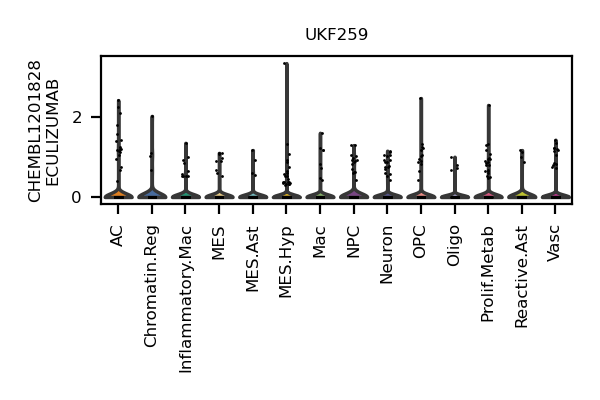 UKF259
CHEMBL1201828
ECULIZUMAB
2
0
AC
Chromatin.Reg
Inflammatory.Mac
MES
MES.Ast
MES.Hyp
Mac
NPC
Neuron
OPC
Oligo
Prolif.Metab
Reactive.Ast
Vasc